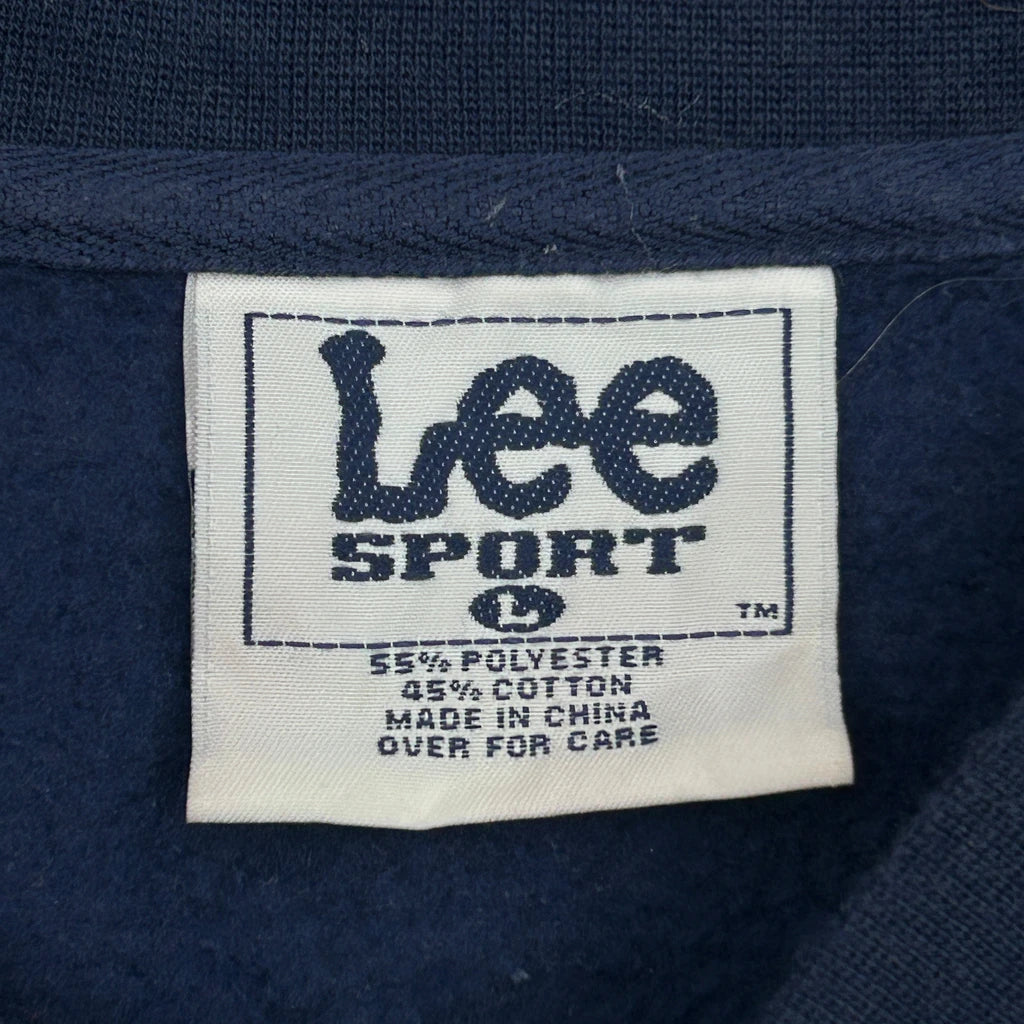 Lee
SPORT
L
TM
55% POLYESTER
45% COTTON
MADE IN CHINA
OVER FOR CARE